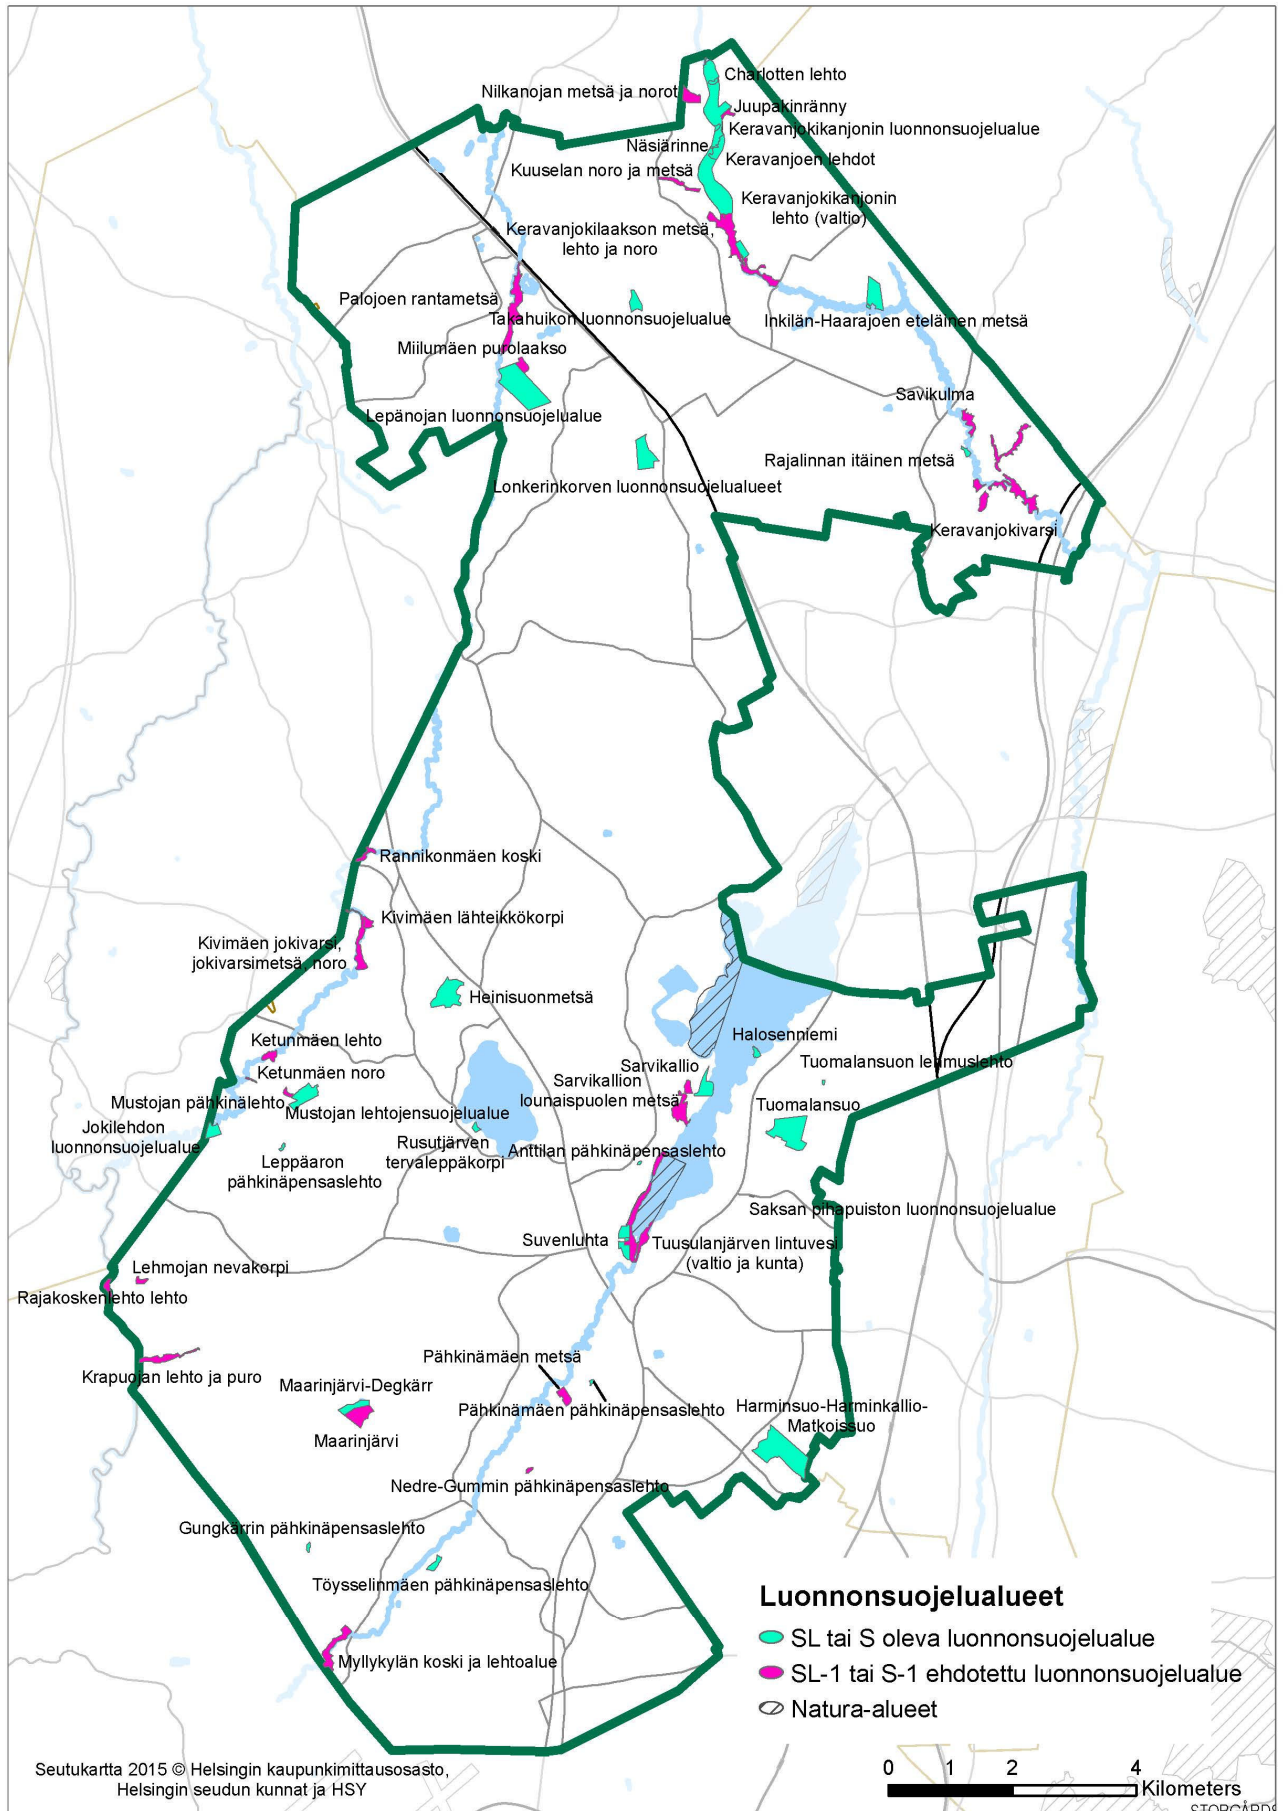 Charlotten lehto
Nilkanojan metsä ja norot
Juupakinränny
Keravanjokikanjonin luonnonsuojelualue
Näsiärinne
Keravanjoen lehdot
Kuuselan noro ja metsä
Keravanjokikanjonin
lehto (valtio)
Keravanjokilaakson metsä,
lehto ja noro
Palojoen rantametsä
Takahuikon luonnonsuojelualue
Inkilän-Haarajoen eteläinen metsä
Miilumäen purolaakso
Savikulma
Lepänojan luonnonsuojelualue
Rajalinnan itäinen metsä
Lonkerinkorven luonnonsuojelualueet
Keravanjokivarsi
Rannikonmäen koski
Kivimäen lähteikkökorpi
Kivimäen jokivarsi,
jokivarsimetsä, noro
Heinisuonmetsä
Halosenniemi
Ketunmäen lehto
Tuomalansuon lehmuslehto
Sarvikallio
Ketunmäen noro
Sarvikallion
lounaispuolen metsä
Mustojan pähkinälehto
Mustojan lehtojensuojelualue
Tuomalansuo
Jokilehdon
luonnonsuojelualue
Rusutjärven
tervaleppäkorpi
Anttilan pähkinäpensaslehto
Leppäaron
pähkinäpensaslehto
Saksan pihapuiston luonnonsuojelualue
Suvenluhta
Tuusulanjärven lintuvesi
(valtio ja kunta)
Lehmojan nevakorpi
Rajakoskenlehto lehto
Pähkinämäen metsä
Krapuojan lehto ja puro
Maarinjärvi-Degkärr
Pähkinämäen pähkinäpensaslehto
Harminsuo-Harminkallio-
Matkoissuo
Maarinjärvi
Nedre-Gummin pähkinäpensaslehto
Gungkärrin pähkinäpensaslehto
Töysselinmäen pähkinäpensaslehto
Myllykylän koski ja lehtoalue
Luonnonsuojelualueet
SL tai S oleva luonnonsuojelualue
SL-1 tai S-1 ehdotettu luonnonsuojelualue
Natura-alueet
Seutukartta 2015 © Helsingin kaupunkimittausosasto,
Helsingin seudun kunnat ja HSY
0 1 2 4
Kilometers
STORGÅRDS